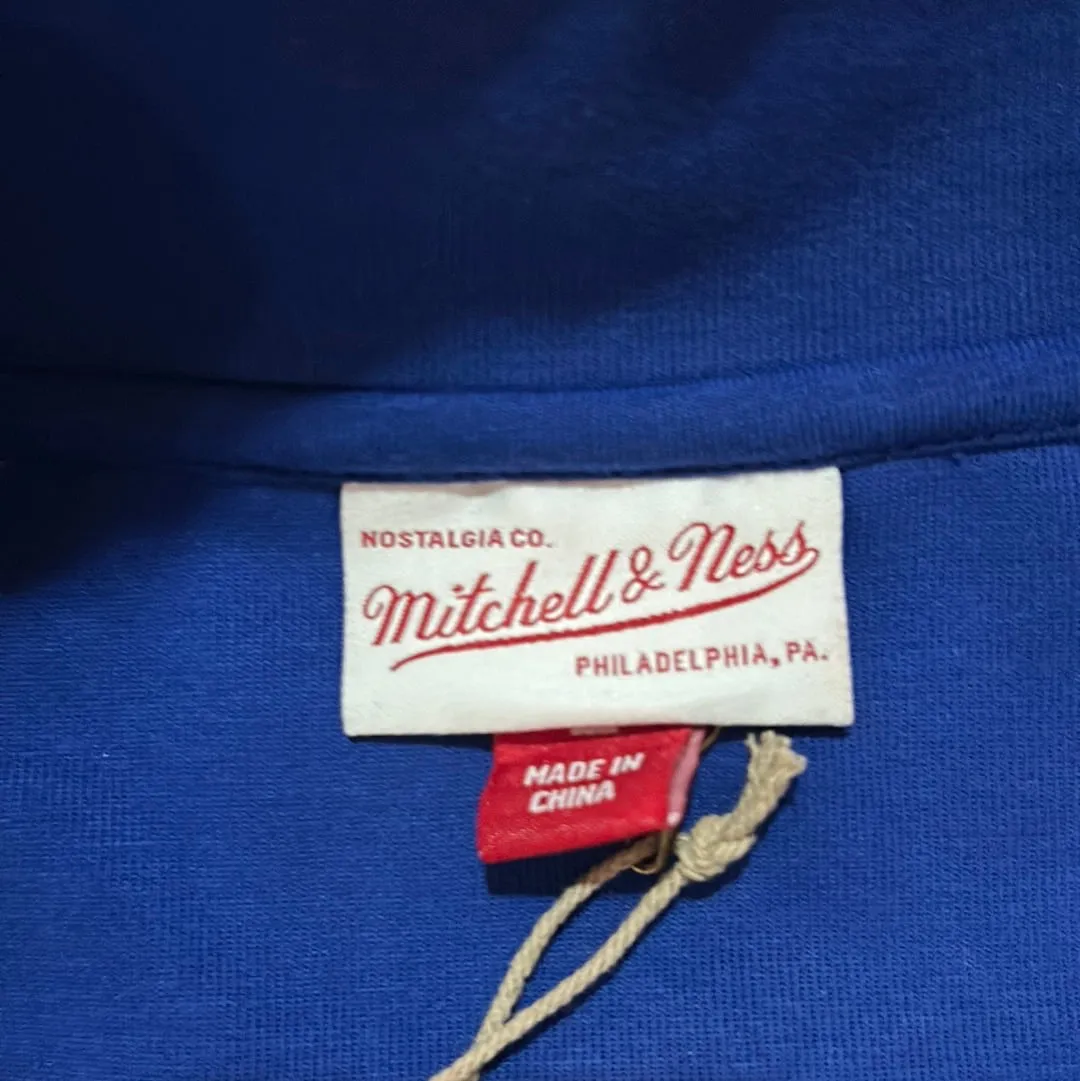 NOSTALGIA CO.
Mitchell & Ness
PHILADELPHIA, PA.
MADE IN
CHINA